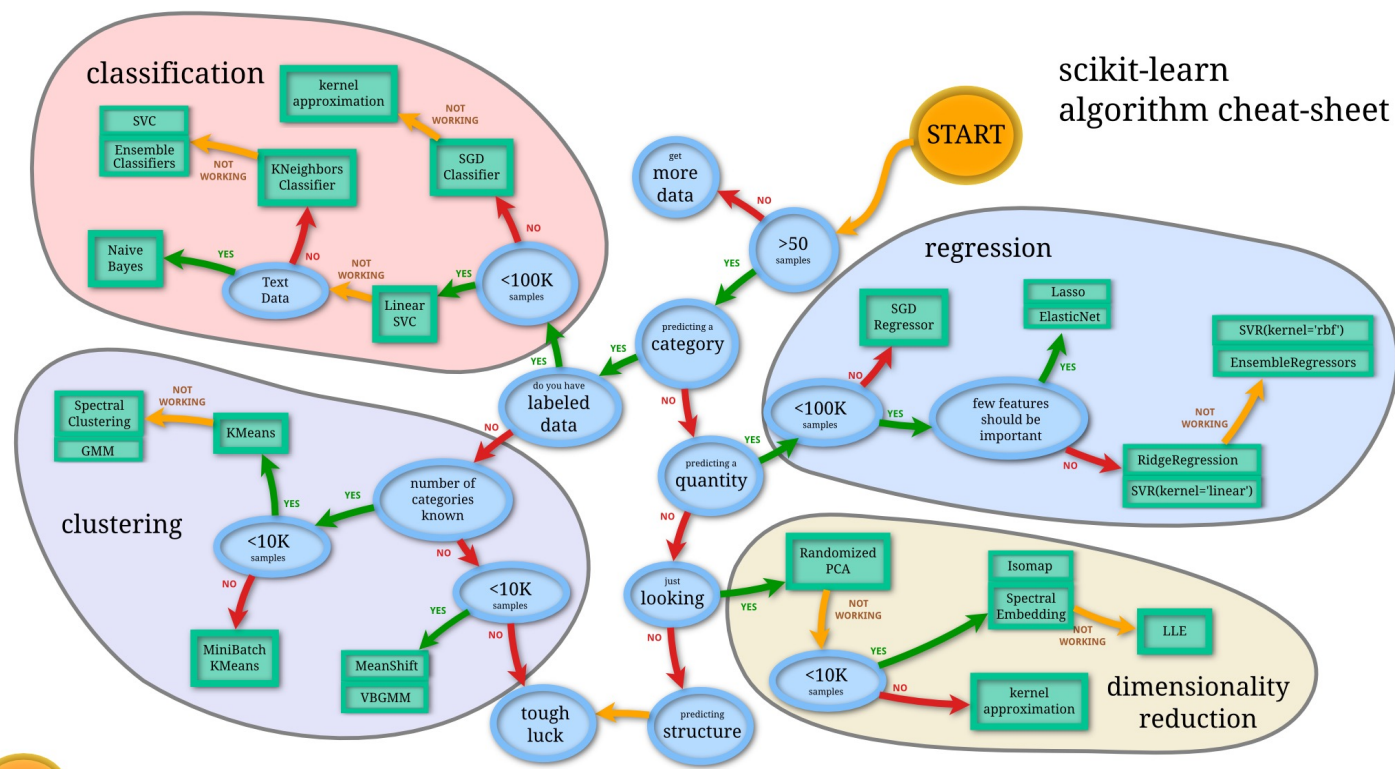 scikit-learn
algorithm cheat-sheet
START
classification
kernel
approximation
NOT
WORKING
SVC
Ensemble
Classifiers
NOT
WORKING
KNeighbors
Classifier
SGD
Classifier
Naive
Bayes
YES
NO
Text
Data
NOT
WORKING
Linear
SVC
YES
NO
<100K
samples
YES
get
more
data
NO
>50
samples
YES
predicting a
category
YES
NO
do you have
labeled
data
NO
predicting a
quantity
YES
NO
just
looking
YES
NO
predicting
structure
tough
luck
regression
SGD
Regressor
Lasso
ElasticNet
SVR(kernel='rbf')
EnsembleRegressors
NO
YES
<100K
samples
YES
few features
should be
important
NOT
WORKING
NO
RidgeRegression
SVR(kernel='linear')
clustering
Spectral
Clustering
GMM
NOT
WORKING
KMeans
YES
YES
number of
categories
known
<10K
samples
NO
NO
<10K
samples
YES
NO
MiniBatch
KMeans
MeanShift
VBGMM
Randomized
PCA
NOT
WORKING
Isomap
Spectral
Embedding
NOT
WORKING
LLE
YES
<10K
samples
NO
kernel
approximation
dimensionality
reduction